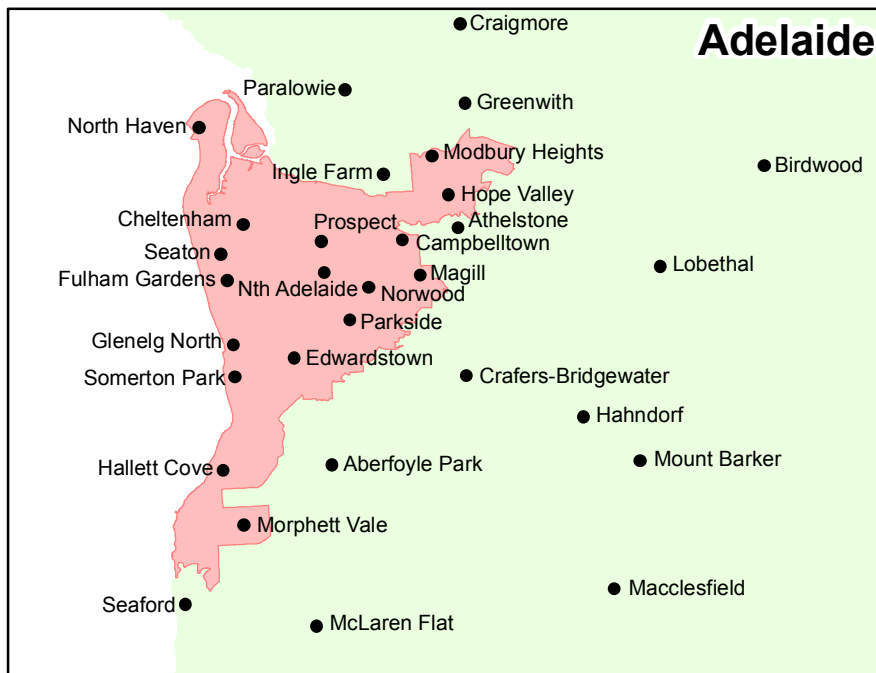 Craigmore
Adelaide
Paralowie
Greenwith
North Haven
Modbury Heights
Birdwood
Ingle Farm
Hope Valley
Cheltenham
Prospect
Athelstone
Campbelltown
Seaton
Lobethal
Fulham Gardens
Nth Adelaide
Magill
Norwood
Parkside
Glenelg North
Edwardstown
Somerton Park
Crafers-Bridgewater
Hahndorf
Hallett Cove
Aberfoyle Park
Mount Barker
Morphett Vale
Macclesfield
Seaford
McLaren Flat